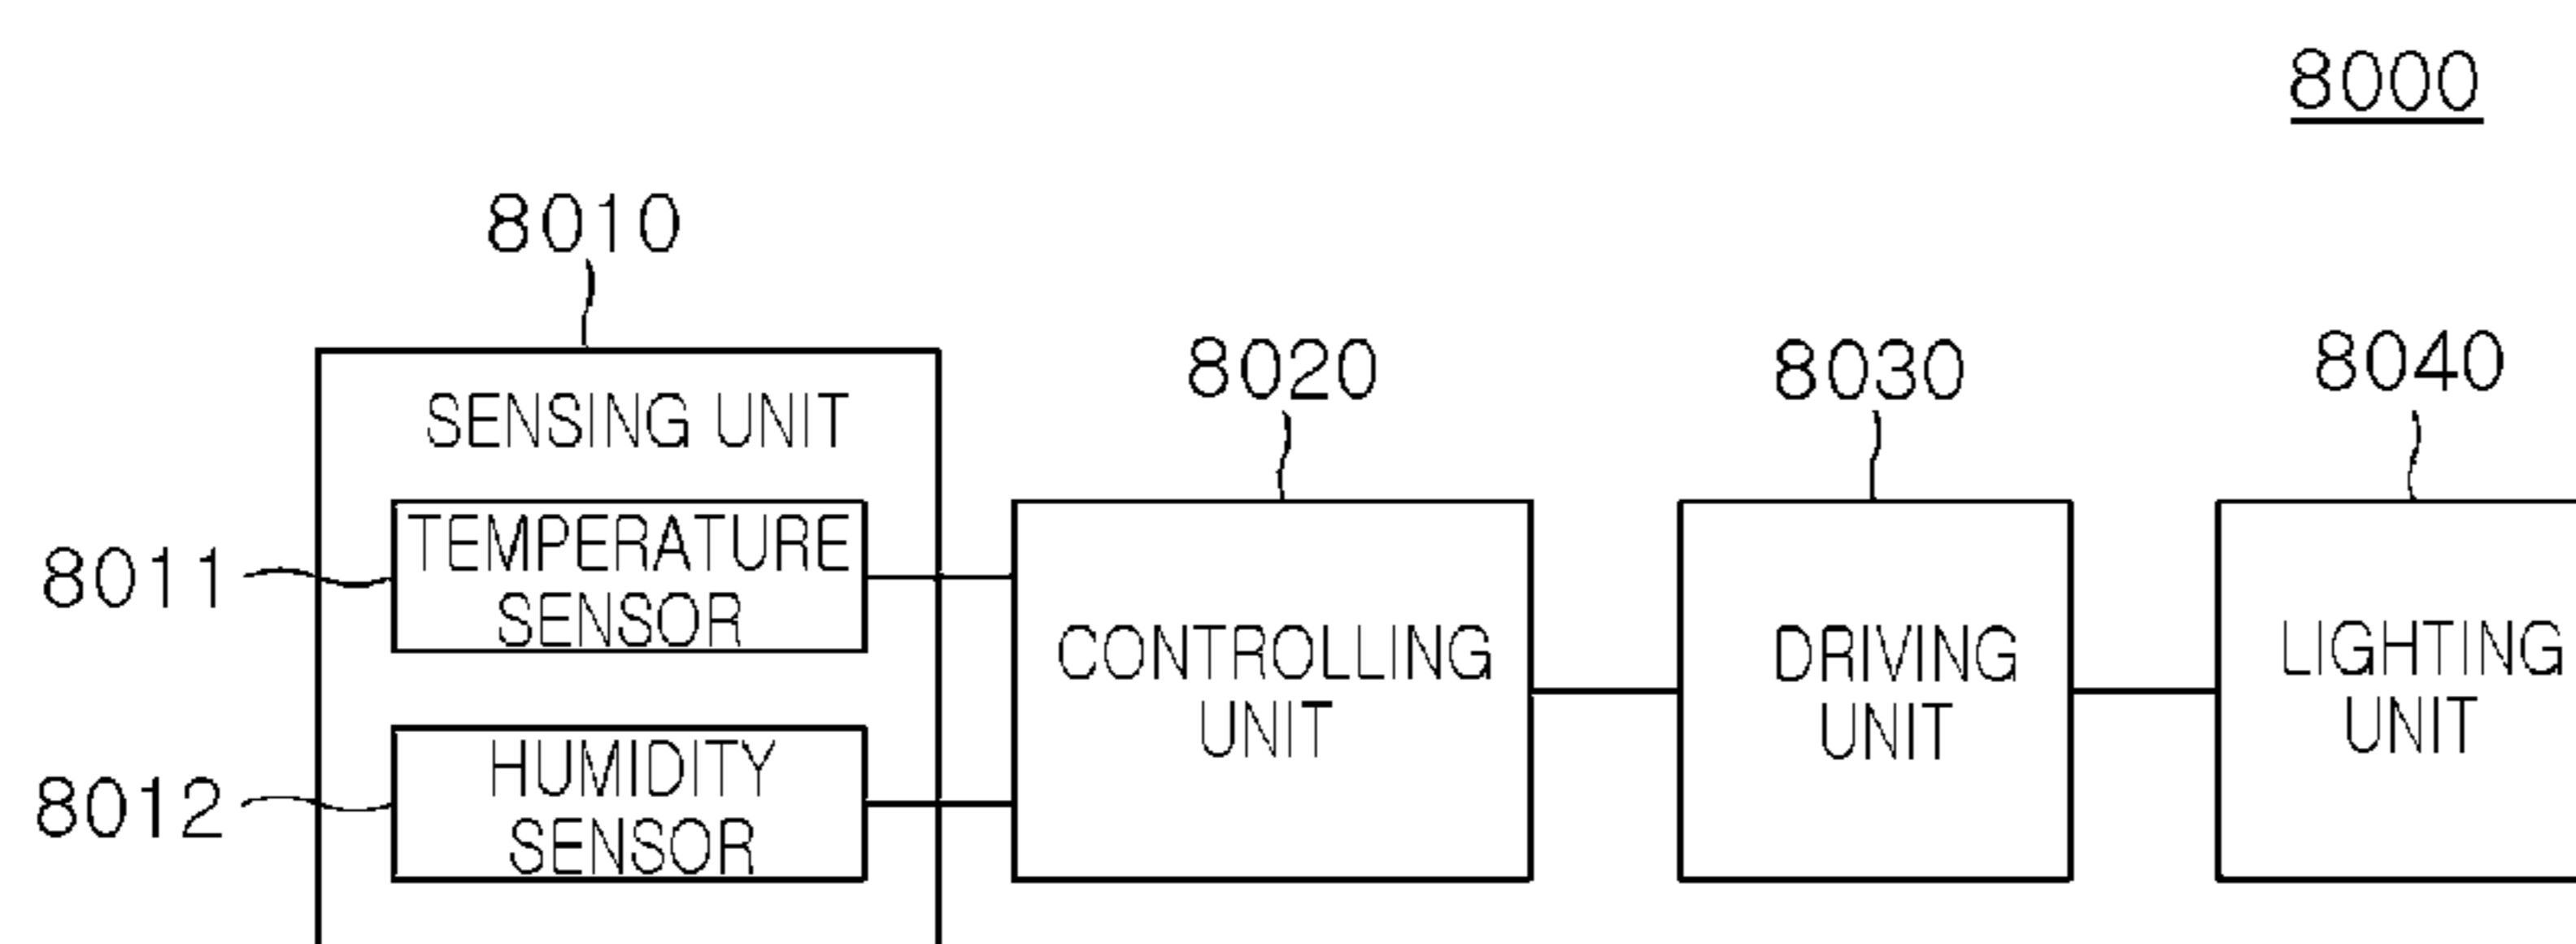 8000
8010
SENSING UNIT
8011
TEMPERATURE
SENSOR
8012
HUMIDITY
SENSOR
8020
CONTROLLING
UNIT
8030
DRIVING
UNIT
8040
LIGHTING
UNIT